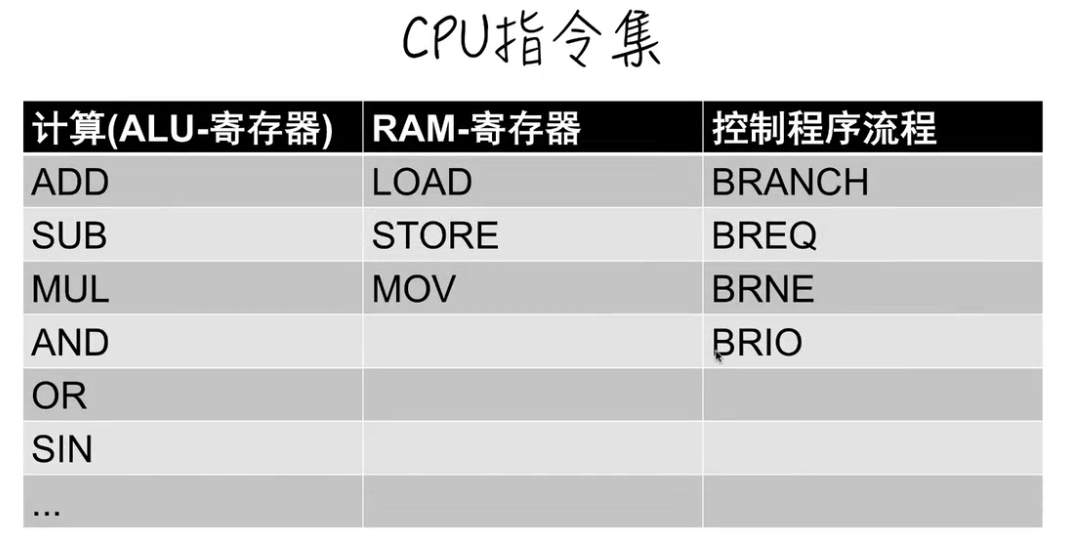 CPU指令集
计算(ALU-寄存器) RAM-寄存器 控制程序流程
ADD LOAD BRANCH
SUB STORE BREQ
MUL MOV BRNE
AND BRIO
OR
SIN
...